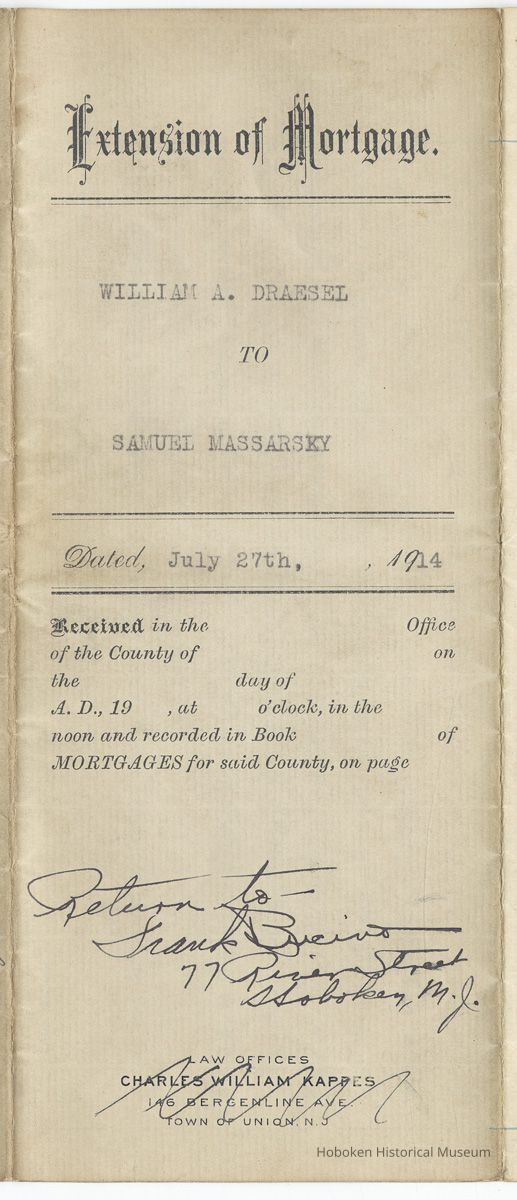 Extension of Mortgage.
WILLIAM A. DRAESEL
TO
SAMUEL MASSARSKY
Dated, July 27th, , 1914
Received in the Office
of the County of on
the day of
A. D., 19 , at o'clock, in the
noon and recorded in Book of
MORTGAGES for said County, on page
Return to —
Frank Bucino
77 River Street
Hoboken, N. J.
LAW OFFICES
CHARLES WILLIAM KAPPES
146 BERGENLINE AVE.
TOWN OF UNION, N. J
Hoboken Historical Museum